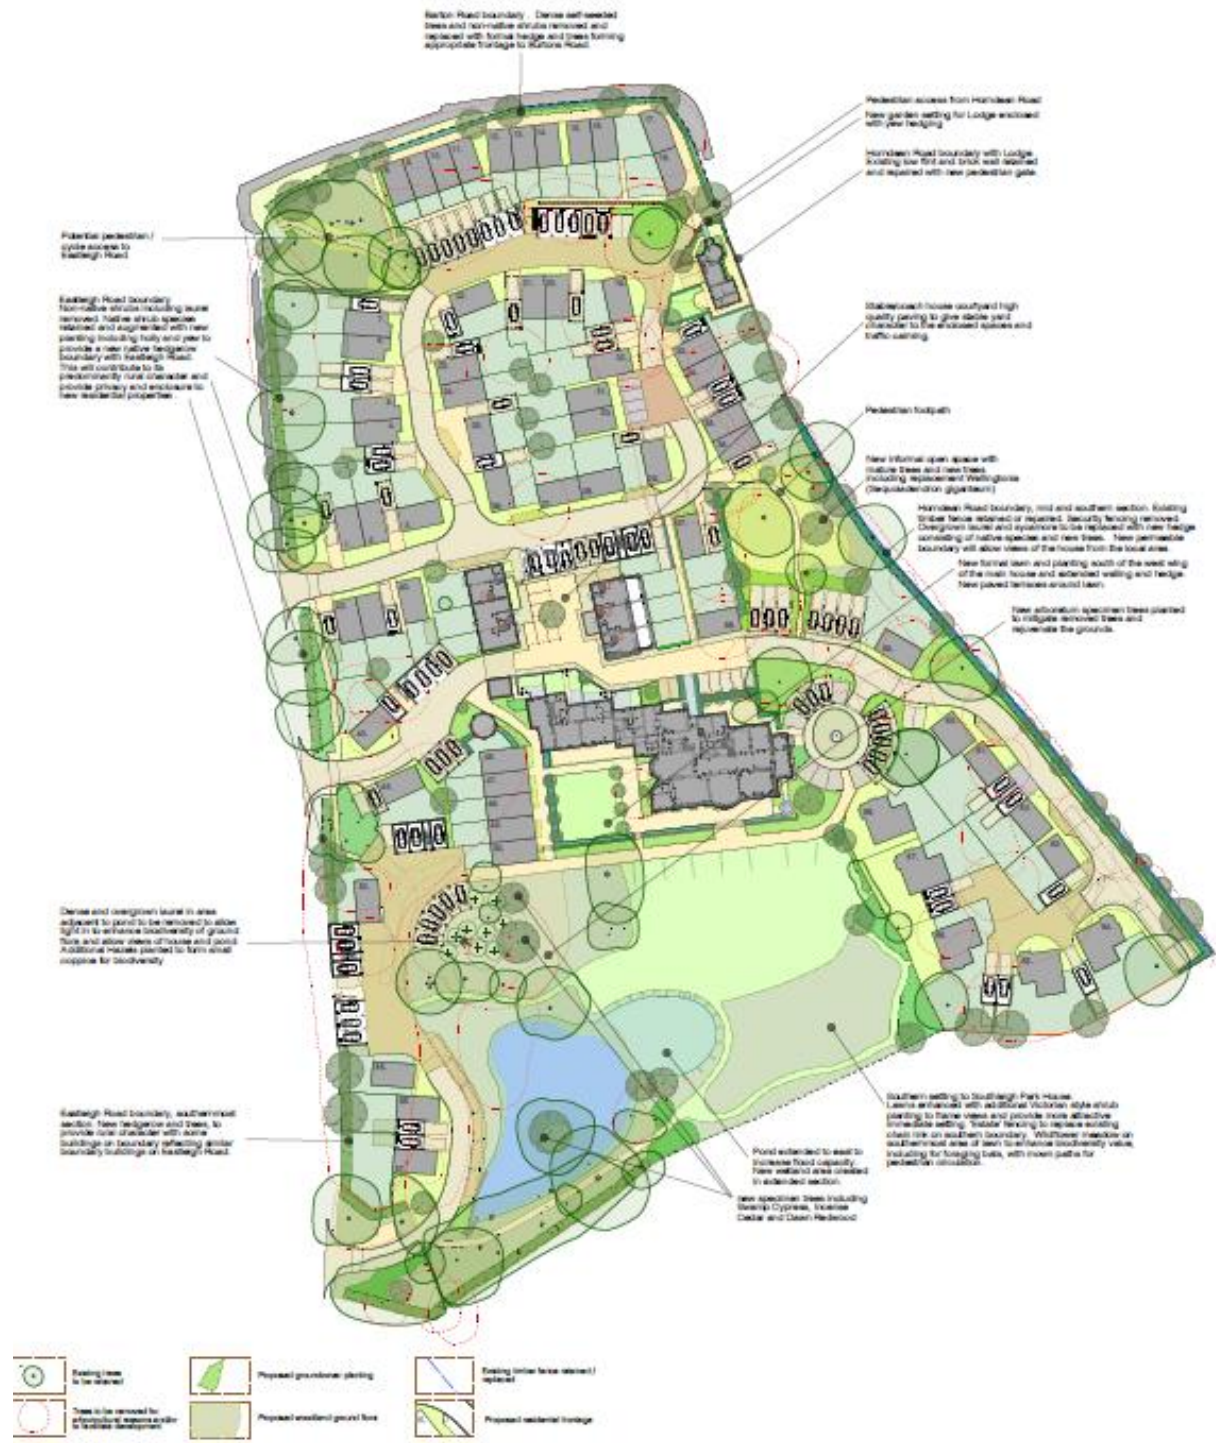 Barton Road boundary . Dense self-seeded
trees and non-native shrubs removed and
replaced with formal hedge and trees forming
appropriate frontage to Bartons Road.
Pedestrian access from Horndean Road
New garden setting for Lodge enclosed
with yew hedging
Horndean Road boundary with Lodge.
Existing low flint and brick wall retained
and repaired with new pedestrian gate.
Potential pedestrian /
cycle access to
Eastleigh Road
Eastleigh Road boundary
Non-native shrubs including laurel
removed. Native shrub species
retained and augmented with new
planting including holly and yew to
provide a new native hedgerow
boundary with Eastleigh Road.
This will contribute to its
predominantly rural character and
provide privacy and enclosure to
new residential properties.
Stable/coach house courtyard high
quality paving to give stable yard
character to the enclosed spaces and
traffic calming.
Pedestrian footpath
New informal open space with
mature trees and new trees
including replacement Wellingtonia
(Sequoiadendron giganteum)
Horndean Road boundary, mid and southern section. Existing
timber fence retained or repaired. Security fencing removed.
Overgrown laurel and sycamore to be replaced with new hedge
consisting of native species and new trees. New permeable
boundary will allow views of the house from the local area.
New formal lawn and planting south of the west wing
of the main house and extended walling and hedge.
New paved terraces around lawn.
New arboretum specimen trees planted
to mitigate removed trees and
rejuvenate the grounds.
Dense and overgrown laurel in area
adjacent to pond to be removed to allow
light in to enhance biodiversity of ground
flora and allow views of house and pond.
Additional Hazels planted to form small
coppice for biodiversity
Eastleigh Road boundary, southernmost
section. New hedgerow and trees, to
provide rural character with some
buildings on boundary reflecting similar
boundary buildings on Eastleigh Road.
Southern setting to Southleigh Park House.
Lawns enhanced with additional Victorian style shrub
planting to frame views and provide more attractive
immediate setting. 'Estate' fencing to replace existing
chain link on southern boundary. Wildflower meadow on
southernmost area of lawn to enhance biodiversity value,
including for foraging bats, with mown paths for
pedestrian circulation.
Pond extended to east to
increase flood capacity.
New wetland area created
in extended section.
new specimen trees including
Swamp Cypress, Incense
Cedar and Dawn Redwood
Existing trees
to be retained
Proposed groundcover planting
Existing timber fence retained /
replaced
Trees to be removed for
arboricultural reasons and/or
to facilitate development
Proposed woodland ground flora
Proposed residential frontage